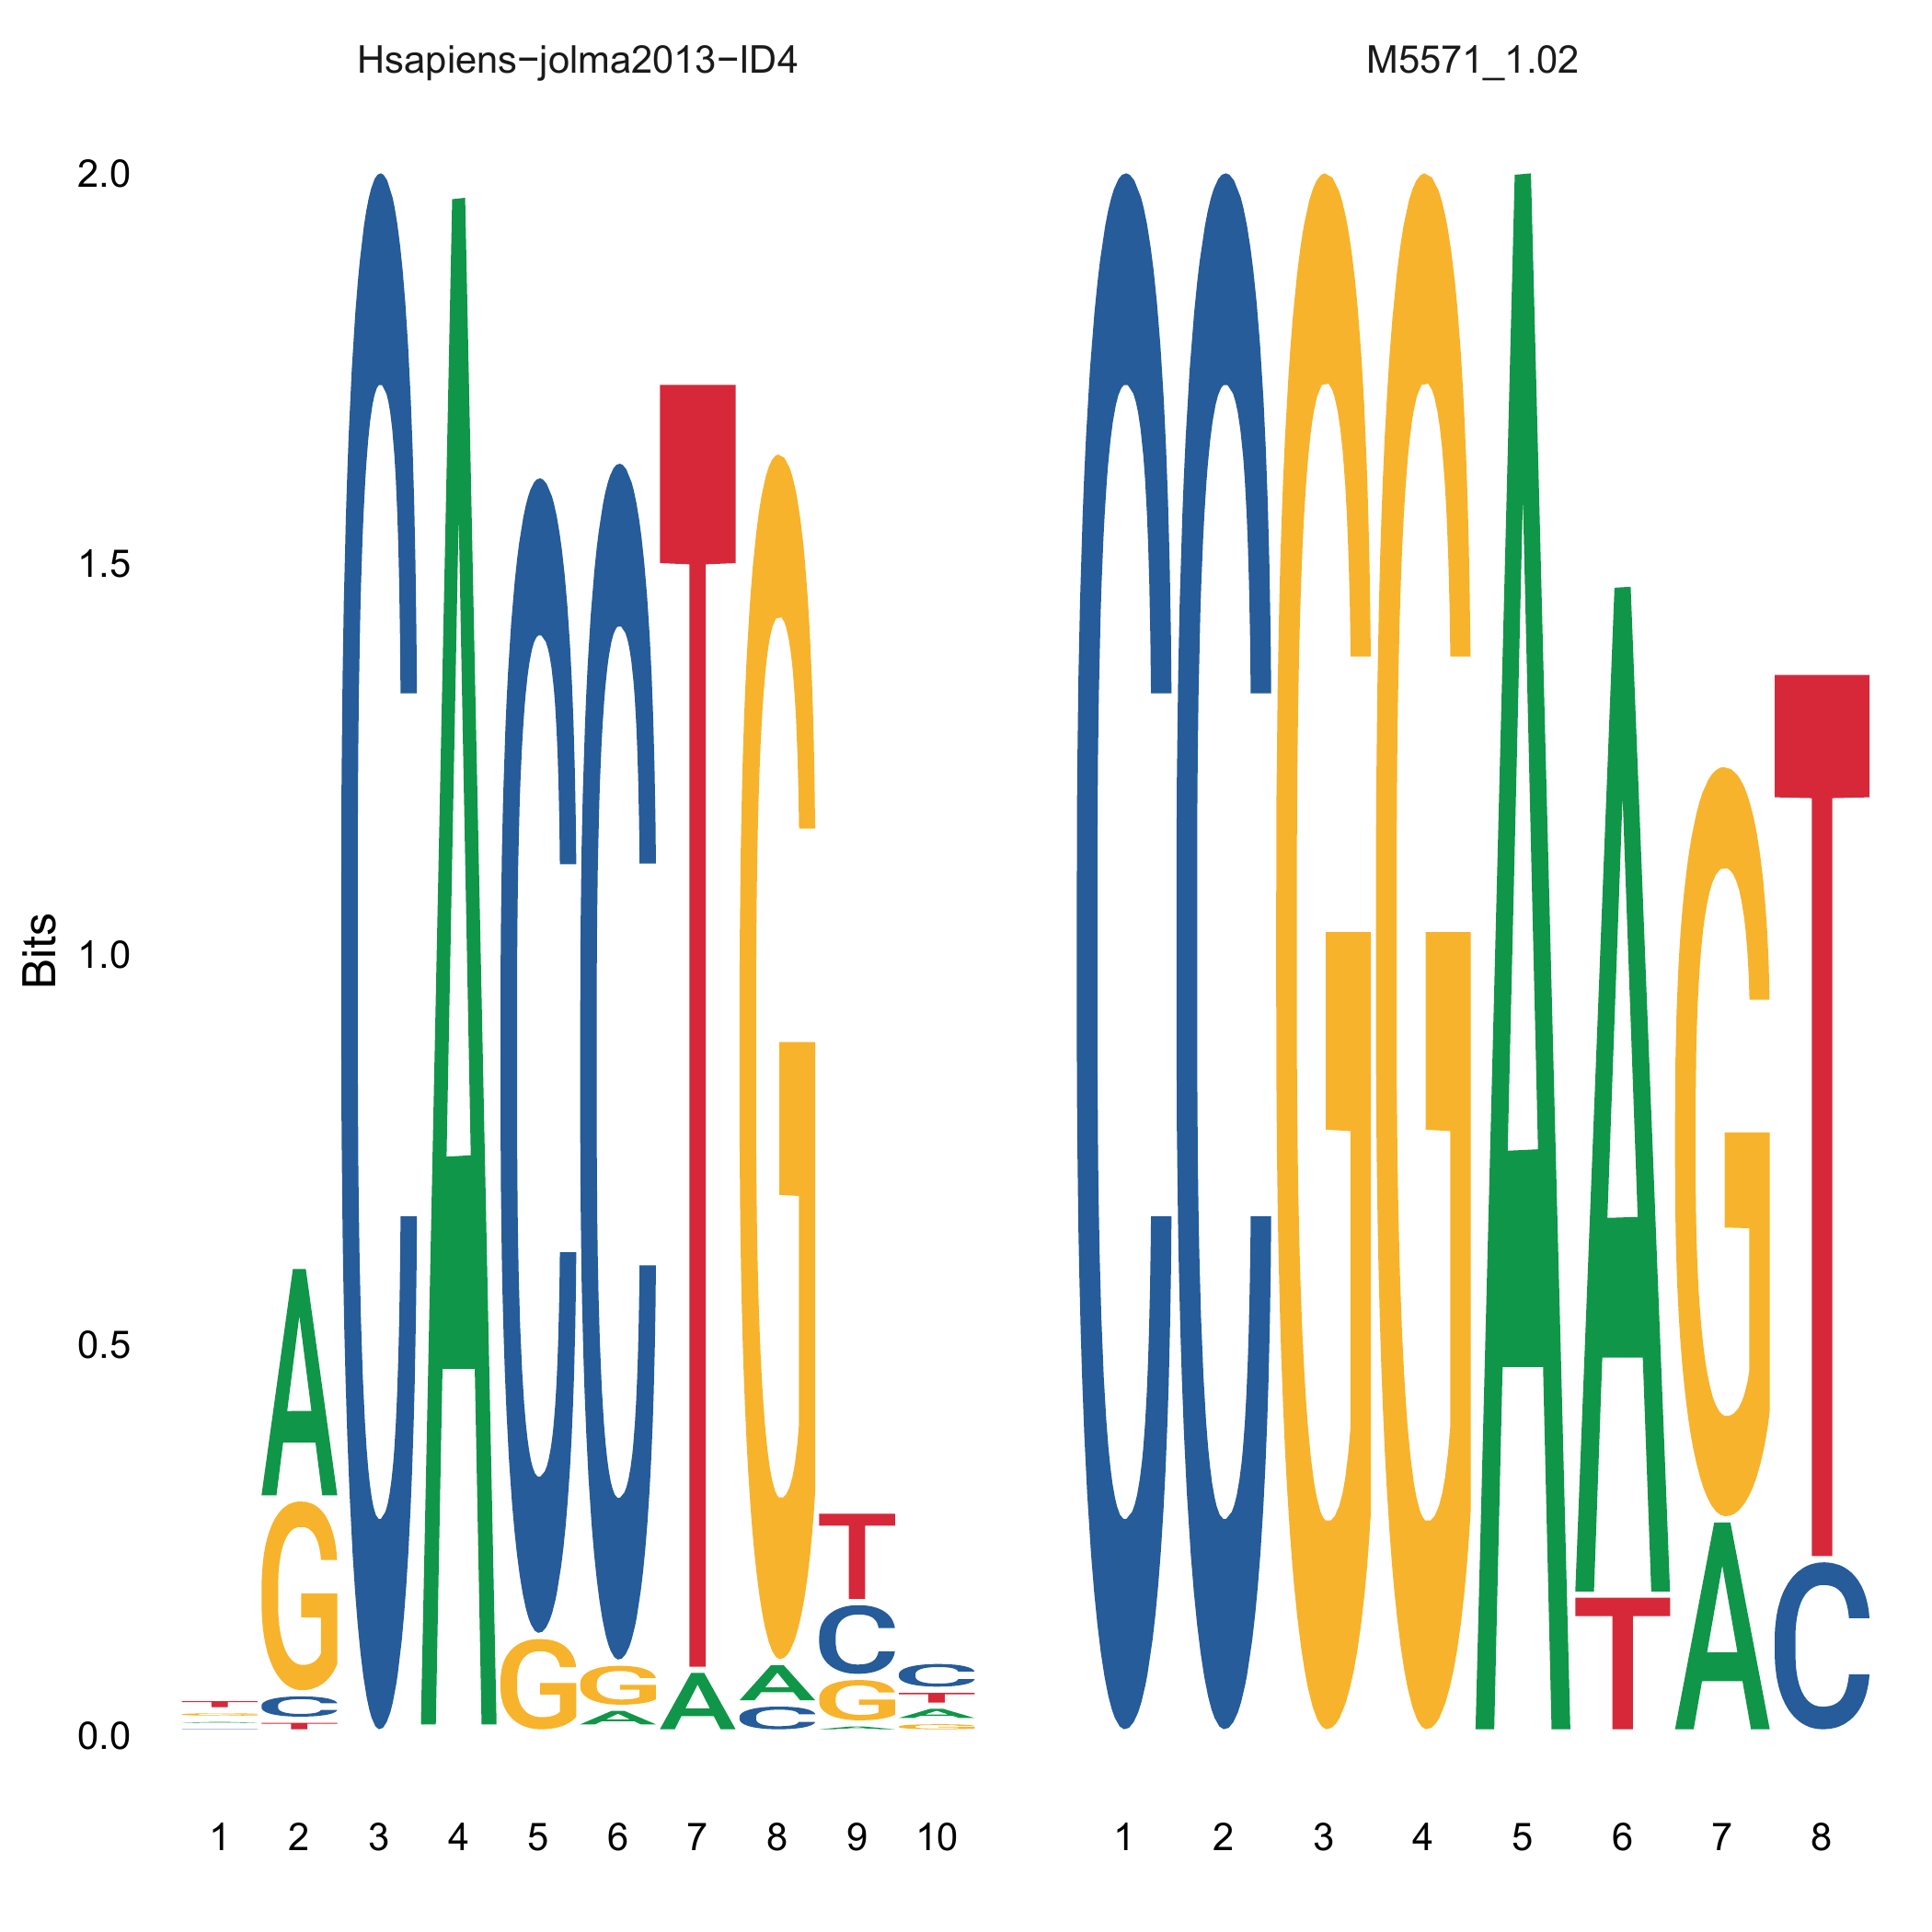 Hsapiens−jolma2013−ID4 M5571_1.02
2.0
1.5
1.0
0.5
0.0
Bits
T G A C
A G C T
C
A
C G
C G A
T A
G A C
T C G A
C T A G
C
C
G
G
A
A T
G A
T C
1 2 3 4 5 6 7 8 9 10 1 2 3 4 5 6 7 8